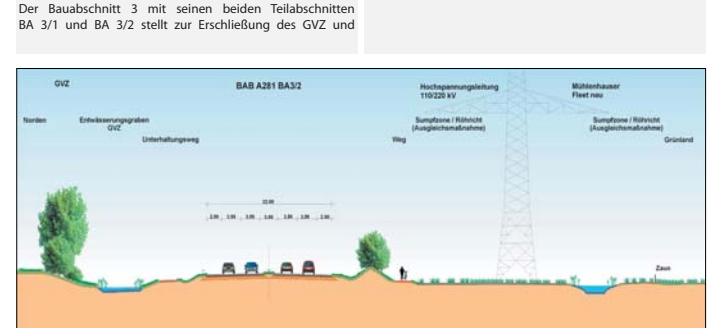 Der Bauabschnitt 3 mit seinen beiden Teilabschnitten
BA 3/1 und BA 3/2 stellt zur Erschließung des GVZ und
GVZ
BAB A281 BA3/2
Hochspannungsleitung
110/220 kV
Mühlenhauser
Fleet neu
Norden
Entwässerungsgraben
GVZ
Unterhaltungsweg
Weg
Sumpfzone / Röhricht
(Ausgleichsmaßnahme)
Sumpfzone / Röhricht
(Ausgleichsmaßnahme)
Grünland
Zaun